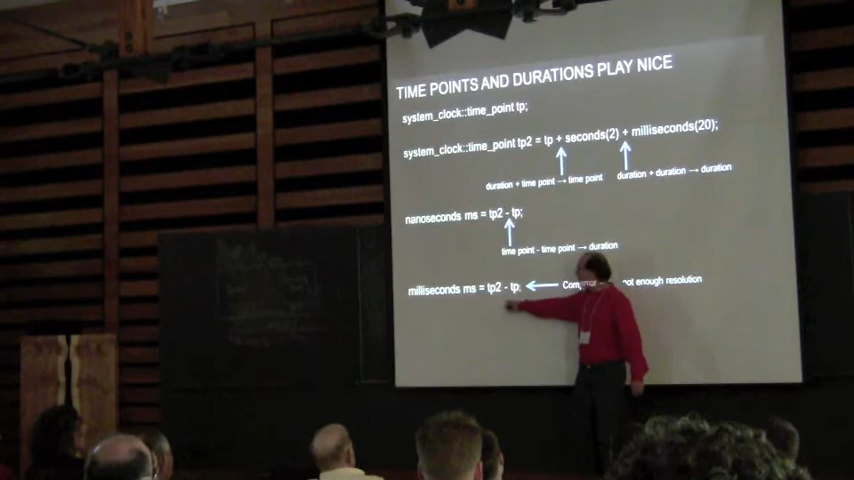 TIME POINTS AND DURATIONS PLAY NICE
system_clock::time_point tp;
system_clock::time_point tp2 = tp + seconds(2) + milliseconds(20);
duration + time point → time point duration + duration → duration
nanoseconds ms = tp2 - tp;
time point - time point → duration
milliseconds ms = tp2 - tp; not enough resolution